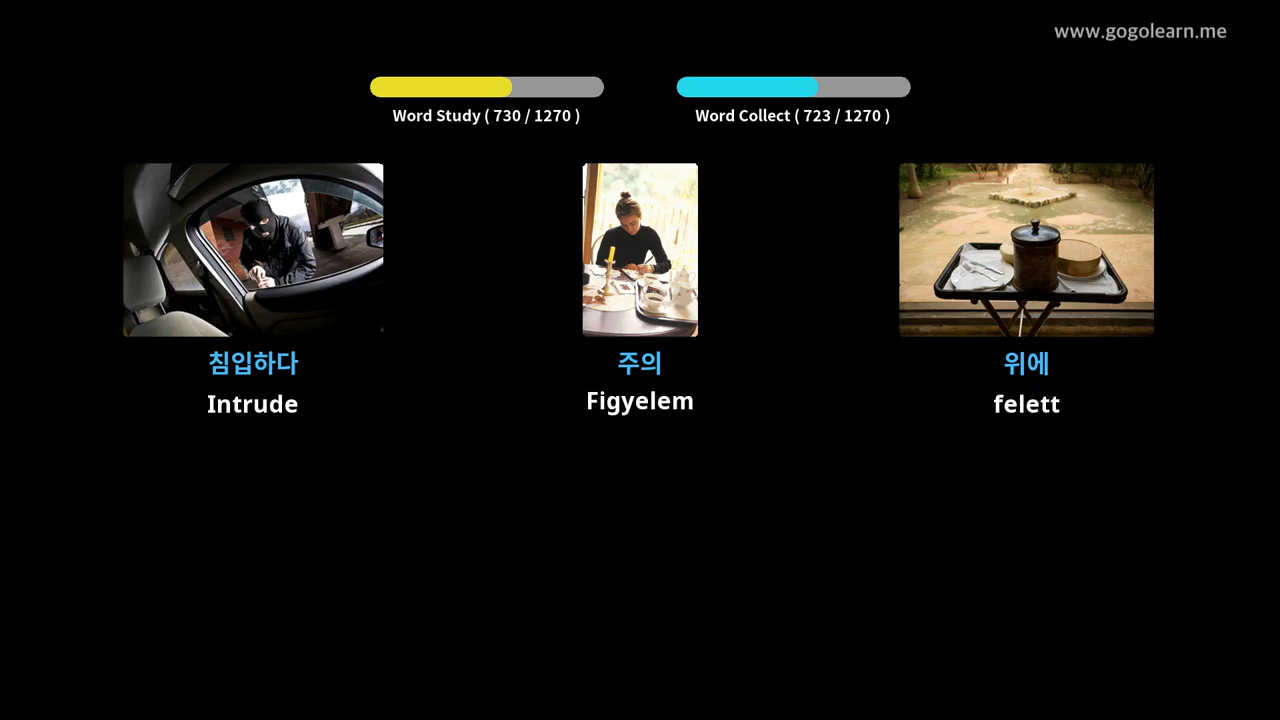 www.gogolearn.me
Word Study ( 730 / 1270 )
Word Collect ( 723 / 1270 )
침입하다
Intrude
주의
Figyelem
위에
felett